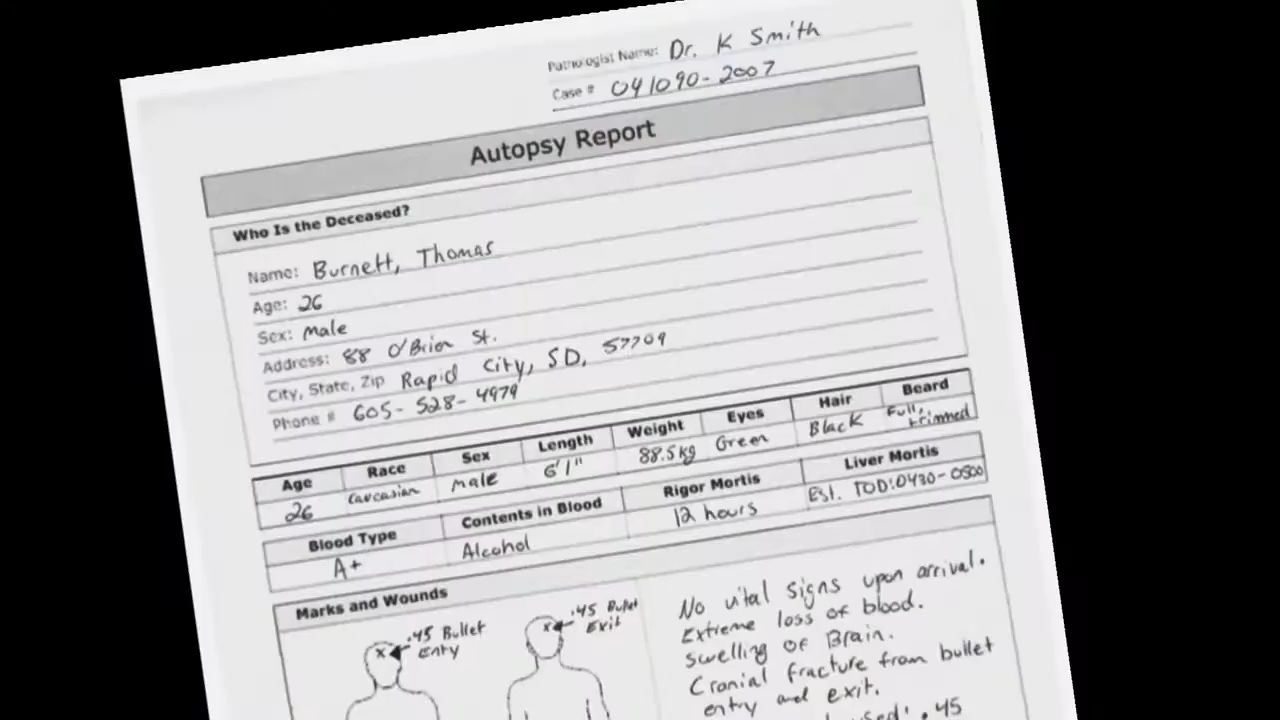 Pathologist Name: Dr. K Smith
Case # 041090-2007
Autopsy Report
Who Is the Deceased?
Name: Burnett, Thomas
Age: 26
Sex: Male
Address: 88 O'Brien St.
City, State, Zip Rapid City, SD, 57709
Phone # 605-528-4979
Age Race Sex Length Weight Eyes Hair Beard
26 Caucasian Male 6'1" 88.5kg Green Black Full, trimmed
Blood Type Contents in Blood Rigor Mortis Liver Mortis
A+ Alcohol 12 hours Est. TOD:0430-0500
Marks and Wounds
.45 Bullet Entry
.45 Bullet Exit
No vital signs upon arrival.
Extreme loss of blood.
Swelling of Brain.
Cranial fracture from bullet
entry and exit.
.45